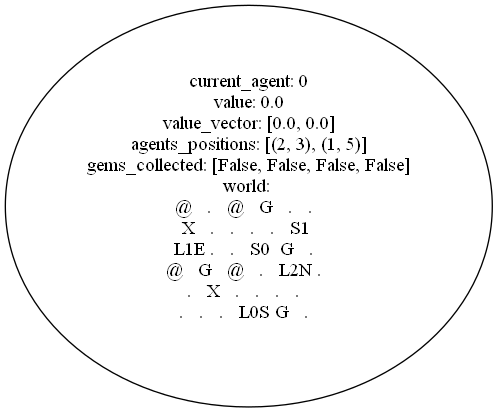 current_agent: 0
value: 0.0
value_vector: [0.0, 0.0]
agents_positions: [(2, 3), (1, 5)]
gems_collected: [False, False, False, False]
world:
@ . @ G . .
X . . . . S1
L1E . . S0 G .
@ G @ . L2N .
. X . . . .
. . . L0S G .